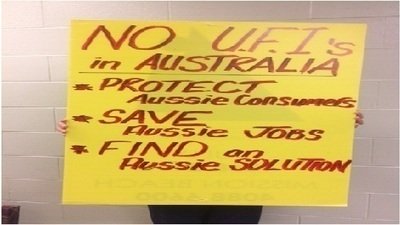 NO U.F.I's
in AUSTRALIA
* PROTECT
Aussie Consumers
* SAVE
Aussie JOBS
* FIND an
Aussie SOLUTION